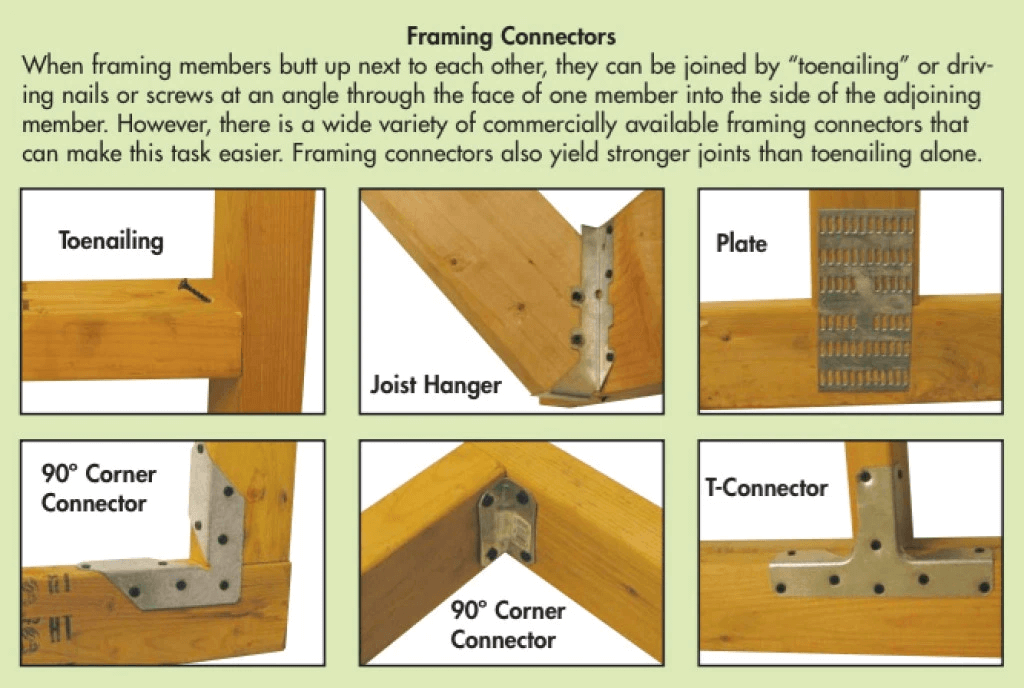 Framing Connectors
When framing members butt up next to each other, they can be joined by “toenailing” or driv-
ing nails or screws at an angle through the face of one member into the side of the adjoining
member. However, there is a wide variety of commercially available framing connectors that
can make this task easier. Framing connectors also yield stronger joints than toenailing alone.
Toenailing
Joist Hanger
Plate
90° Corner
Connector
90° Corner
Connector
T-Connector
HT